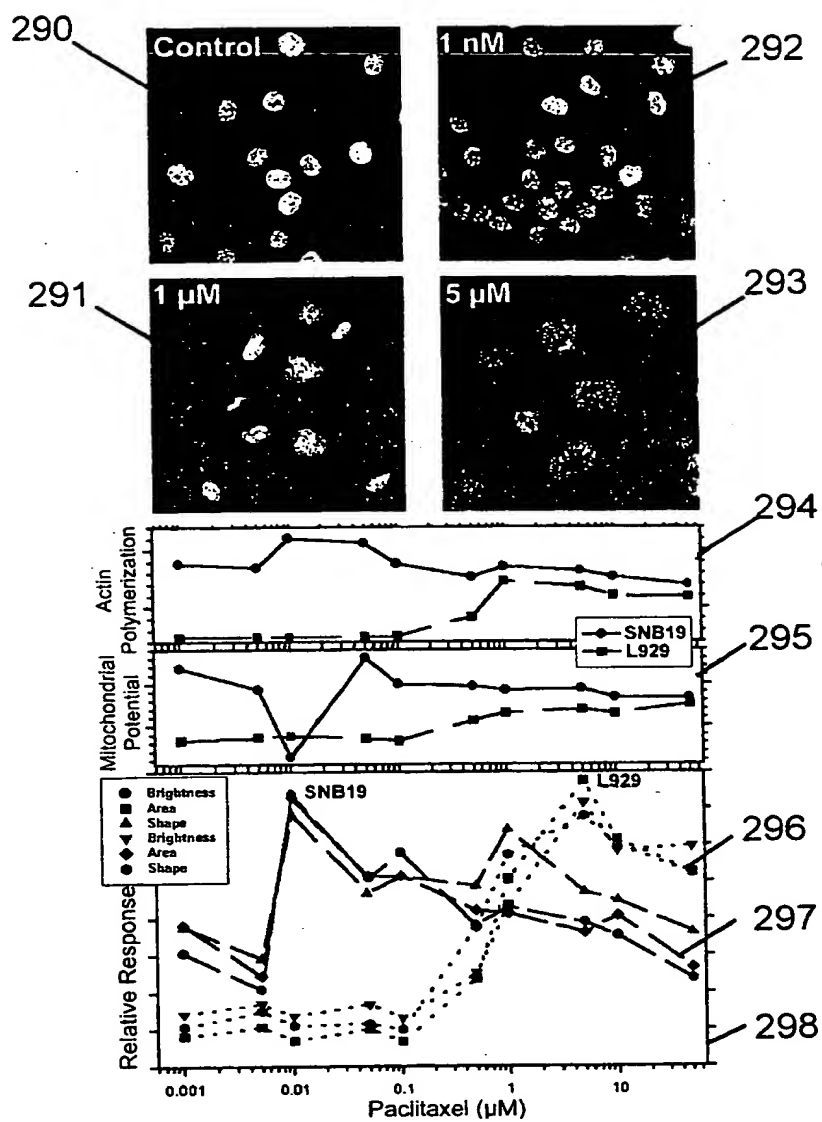 290
Control
1 nM
292
291
1 µM
5 µM
293
294
Actin
Polymerization
SNB19
L929
295
Mitochondrial
Potential
Brightness
Area
Shape
Brightness
Area
Shape
SNB19
L929
296
297
Relative Response
298
0.001
0.01
0.1
1
10
Paclitaxel (µM)